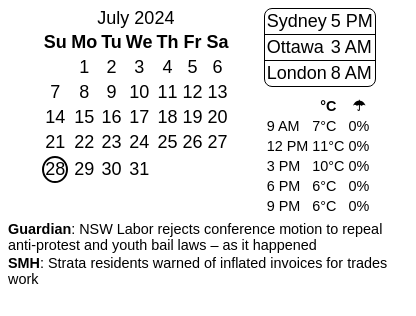 July 2024
Su Mo Tu We Th Fr Sa
1 2 3 4 5 6
7 8 9 10 11 12 13
14 15 16 17 18 19 20
21 22 23 24 25 26 27
28 29 30 31
Sydney 5 PM
Ottawa 3 AM
London 8 AM
°C ☂
9 AM 7°C 0%
12 PM 11°C 0%
3 PM 10°C 0%
6 PM 6°C 0%
9 PM 6°C 0%
Guardian: NSW Labor rejects conference motion to repeal
anti-protest and youth bail laws – as it happened
SMH: Strata residents warned of inflated invoices for trades
work